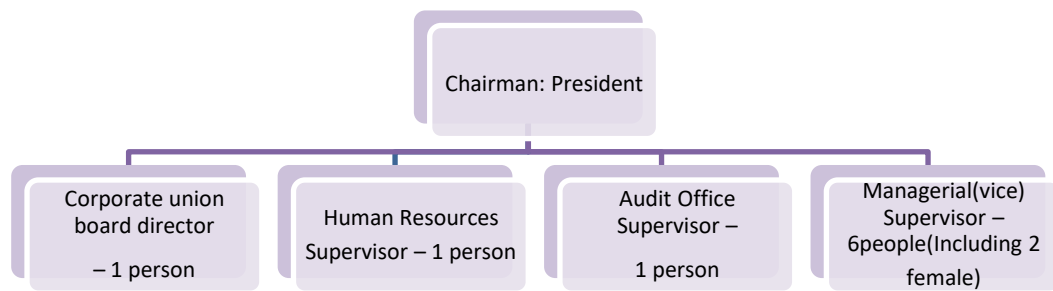 Chairman: President
Corporate union
board director
– 1 person
Human Resources
Supervisor – 1 person
Audit Office
Supervisor –
1 person
Managerial(vice)
Supervisor –
6people(Including 2
female)